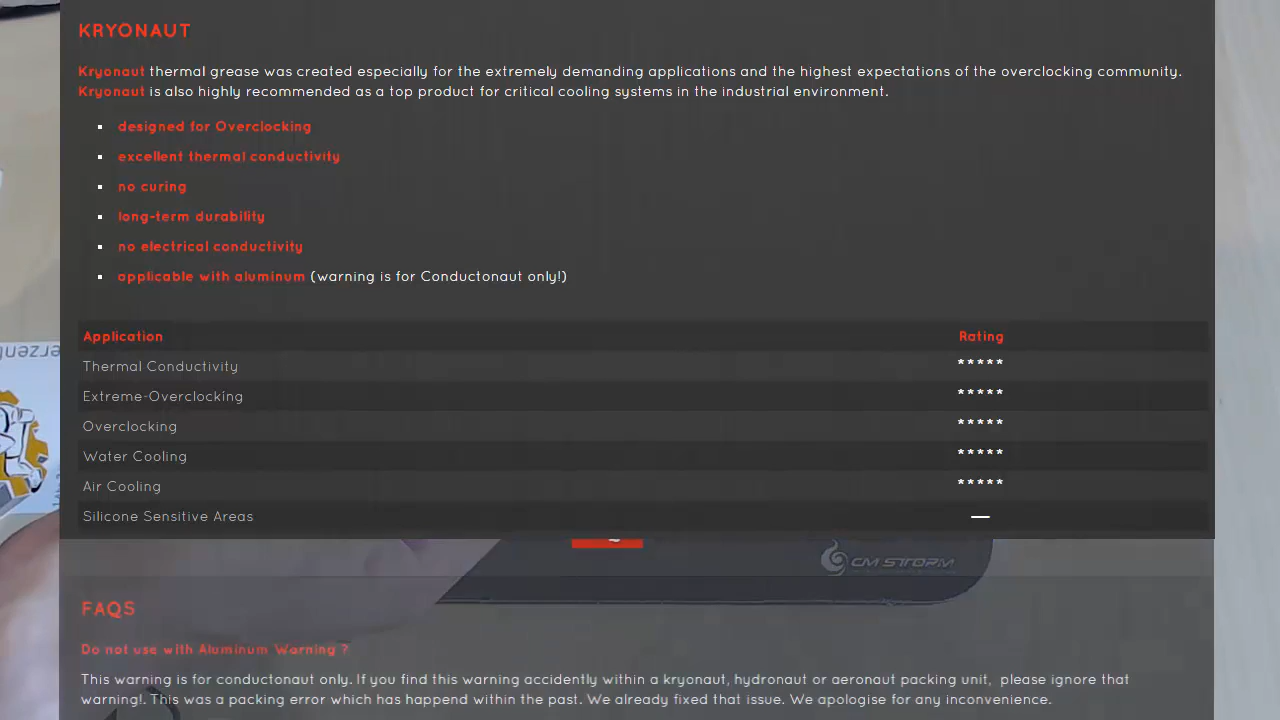 KRYONAUT
Kryonaut thermal grease was created especially for the extremely demanding applications and the highest expectations of the overclocking community.
Kryonaut is also highly recommended as a top product for critical cooling systems in the industrial environment.
designed for Overclocking
excellent thermal conductivity
no curing
long-term durability
no electrical conductivity
applicable with aluminum (warning is for Conductonaut only!)
Application Rating
Thermal Conductivity *****
Extreme-Overclocking *****
Overclocking *****
Water Cooling *****
Air Cooling *****
Silicone Sensitive Areas —
CM STORM
FAQS
Do not use with Aluminum Warning ?
This warning is for conductonaut only. If you find this warning accidently within a kryonaut, hydronaut or aeronaut packing unit, please ignore that
warning!. This was a packing error which has happend within the past. We already fixed that issue. We apologise for any inconvenience.